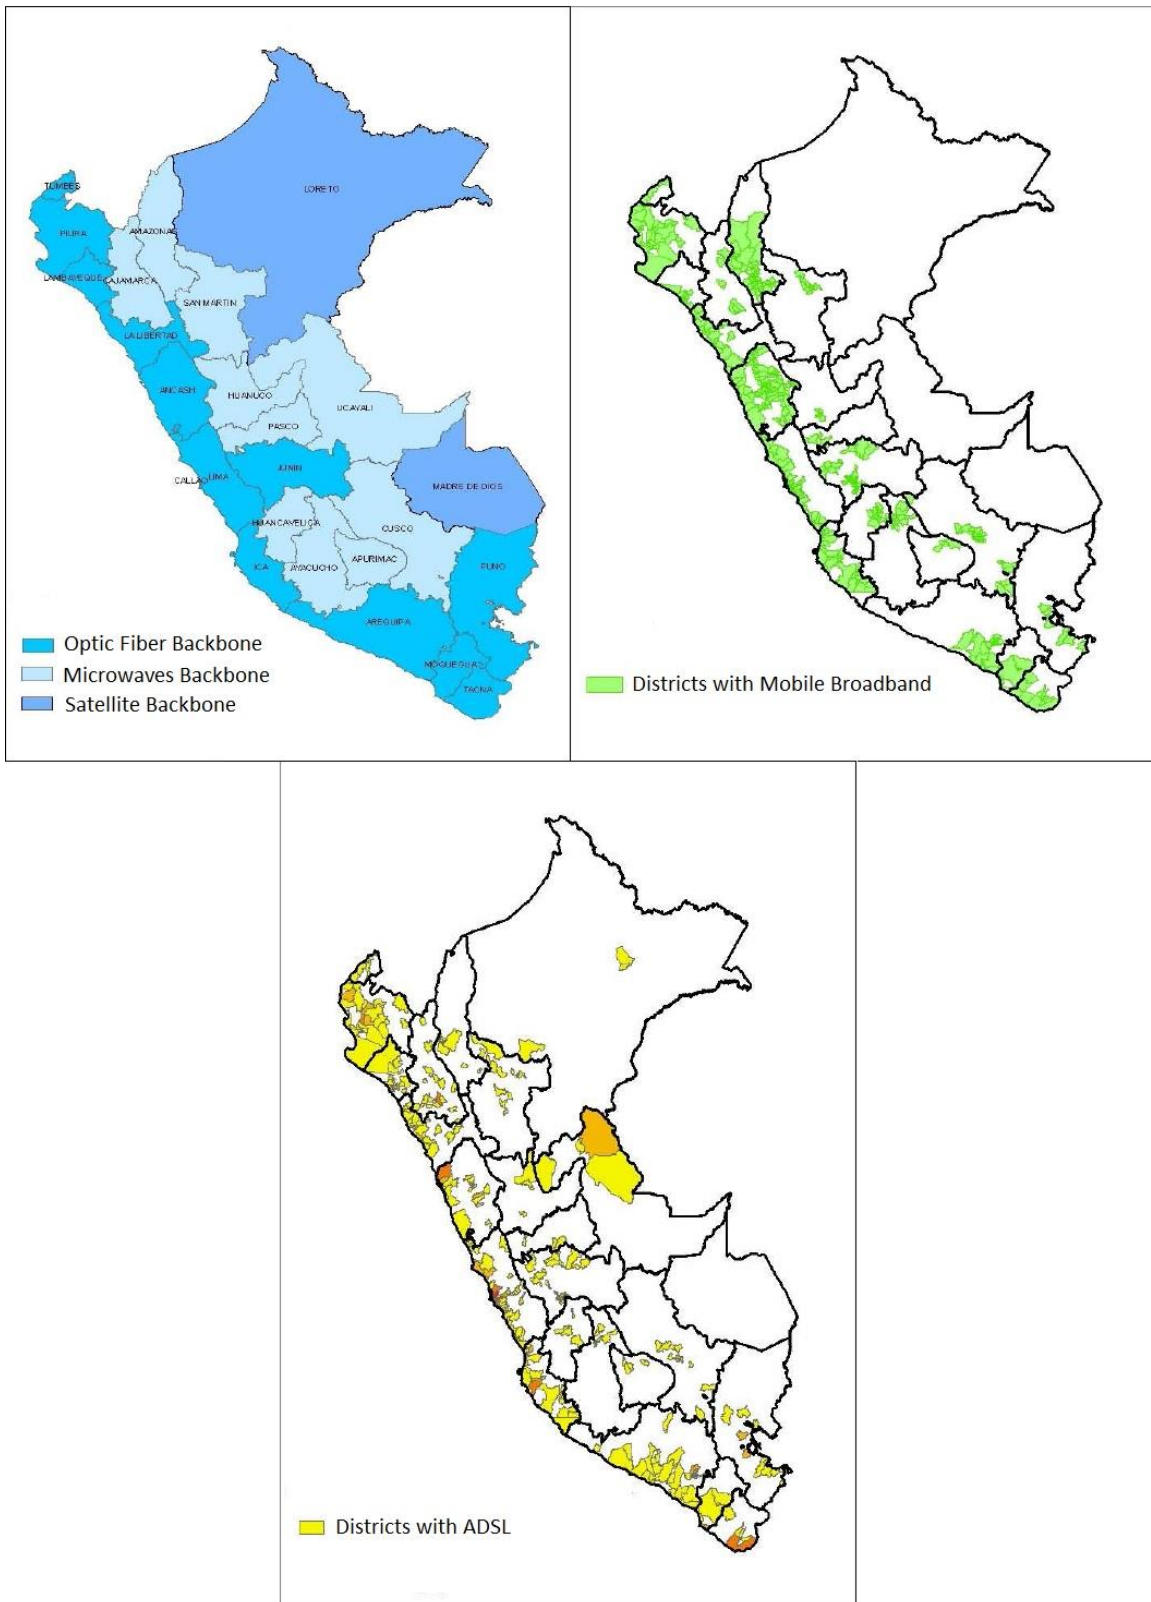 LORETO
TUMBES
AMAZONAS
PIURA
LAMBAYEQUE
CAJAMARCA
SAN MARTIN
LA LIBERTAD
ANCASH
HUANUCO
UCAYALI
PASCO
JUNIN
CALLAO
LIMA
MADRE DE DIOS
HUANCAVELICA
CUSCO
ICA
AYACUCHO
APURIMAC
PUNO
AREQUIPA
MOQUEGUA
TACNA
Optic Fiber Backbone
Microwaves Backbone
Satellite Backbone
Districts with Mobile Broadband
Districts with ADSL